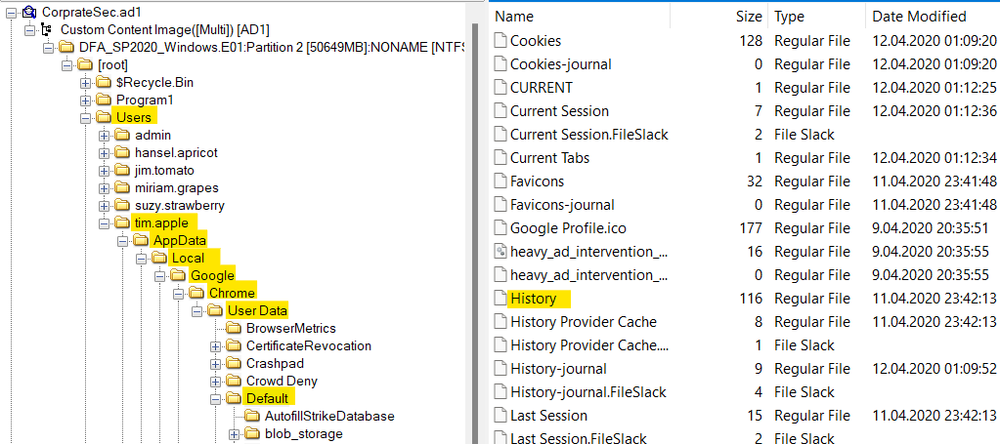 CorprateSec.ad1
Custom Content Image([Multi]) [AD1]
DFA_SP2020_Windows.E01:Partition 2 [50649MB]:NONAME [NTFS
[root]
$Recycle.Bin
Program1
Users
admin
hansel.apricot
jim.tomato
miriam.grapes
suzy.strawberry
tim.apple
AppData
Local
Google
Chrome
User Data
BrowserMetrics
CertificateRevocation
Crashpad
Crowd Deny
Default
AutofillStrikeDatabase
blob_storage
Name Size Type Date Modified
Cookies 128 Regular File 12.04.2020 01:09:20
Cookies-journal 0 Regular File 12.04.2020 01:09:20
CURRENT 1 Regular File 12.04.2020 01:12:25
Current Session 7 Regular File 12.04.2020 01:12:36
Current Session.FileSlack 2 File Slack
Current Tabs 1 Regular File 12.04.2020 01:12:34
Favicons 32 Regular File 11.04.2020 23:41:48
Favicons-journal 0 Regular File 11.04.2020 23:41:48
Google Profile.ico 177 Regular File 9.04.2020 20:35:51
heavy_ad_intervention_... 16 Regular File 9.04.2020 20:35:55
heavy_ad_intervention_... 0 Regular File 9.04.2020 20:35:55
History 116 Regular File 11.04.2020 23:42:13
History Provider Cache 8 Regular File 11.04.2020 23:42:13
History Provider Cache.... 1 File Slack
History-journal 9 Regular File 12.04.2020 01:09:52
History-journal.FileSlack 4 File Slack
Last Session 15 Regular File 11.04.2020 23:42:13
Last Session.FileSlack 2 File Slack